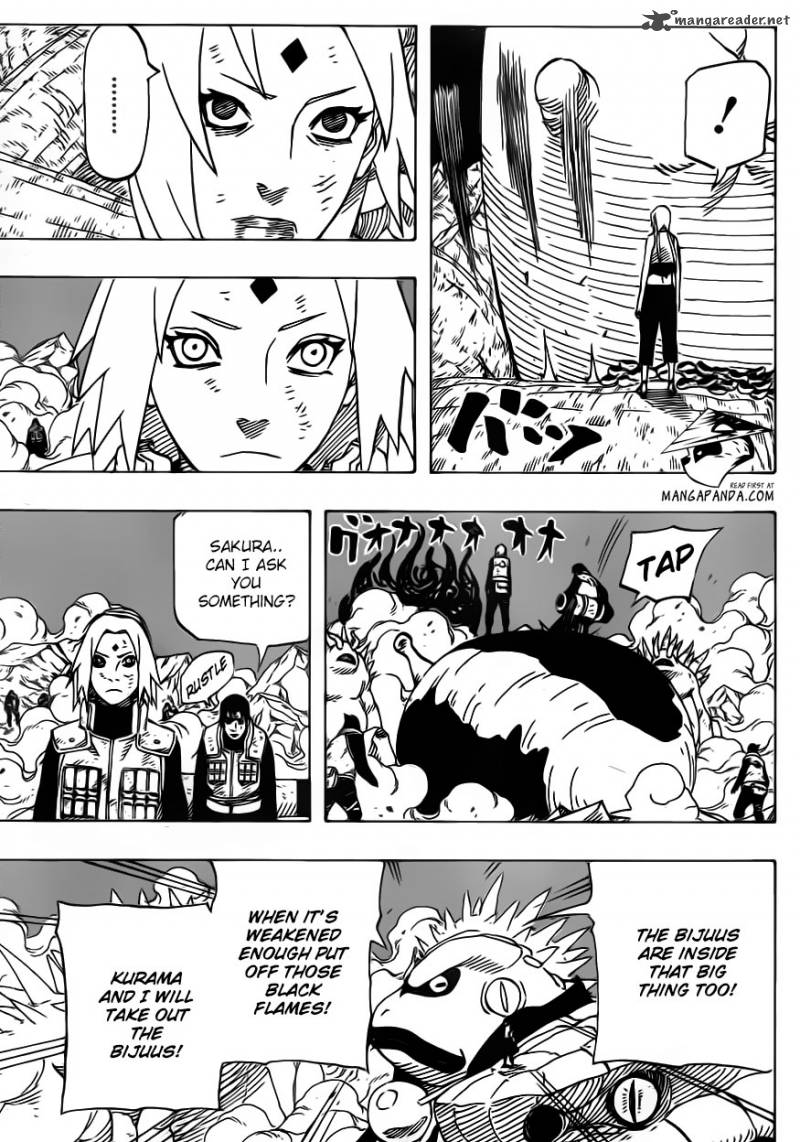 mangareader.net
!
.........
バッ
READ FIRST AT
MANGAPANDA.COM
TAP
グオオオオオオ
SAKURA..
CAN I ASK
YOU
SOMETHING?
RUSTLE
THE BIJUUS
ARE INSIDE
THAT BIG
THING TOO!
WHEN IT'S
WEAKENED
ENOUGH PUT
OFF THOSE
BLACK
FLAMES!
KURAMA
AND I WILL
TAKE OUT
THE
BIJUUS!